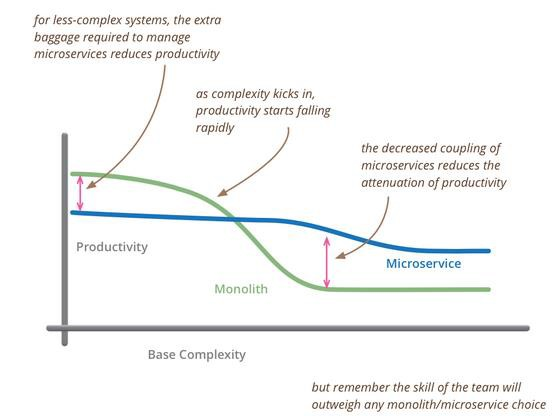 for less-complex systems, the extra
baggage required to manage
microservices reduces productivity
as complexity kicks in,
productivity starts falling
rapidly
the decreased coupling of
microservices reduces the
attenuation of productivity
Productivity
Microservice
Monolith
Base Complexity
but remember the skill of the team will
outweigh any monolith/microservice choice